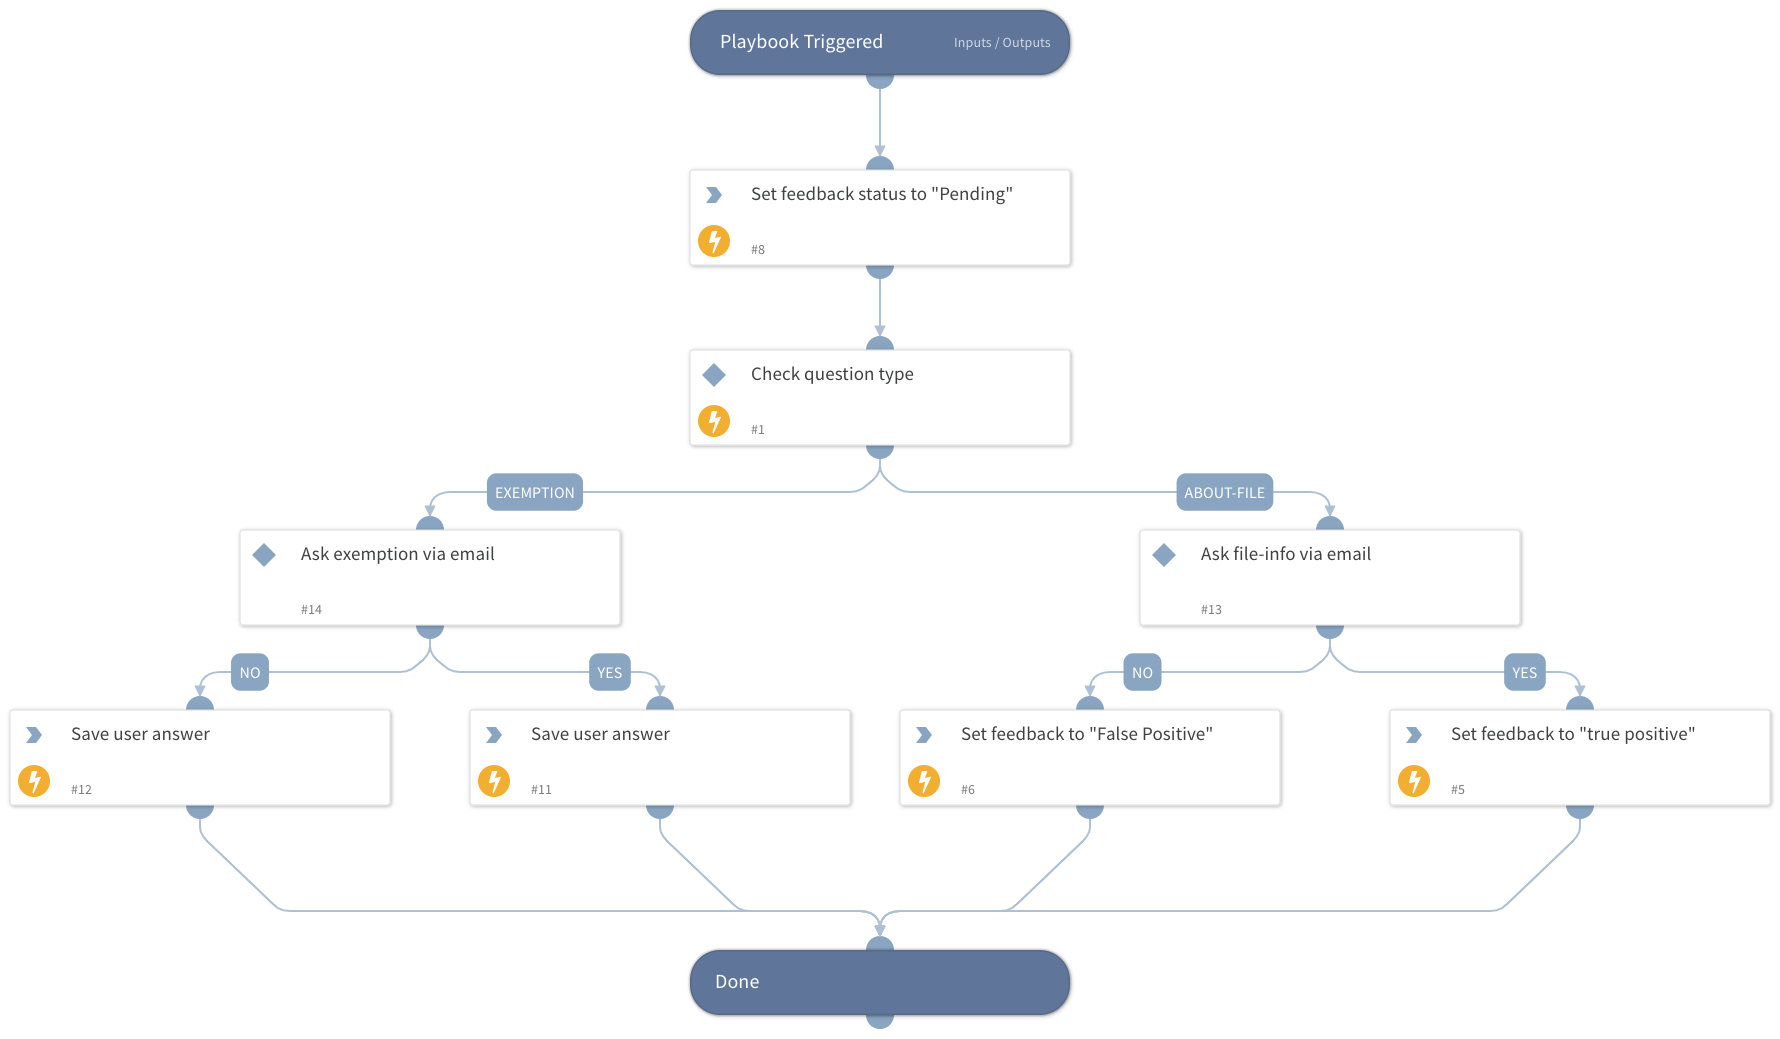 Playbook Triggered
Inputs / Outputs
Set feedback status to "Pending"
#8
Check question type
#1
EXEMPTION
ABOUT-FILE
Ask exemption via email
#14
Ask file-info via email
#13
NO
YES
NO
YES
Save user answer
#12
Save user answer
#11
Set feedback to "False Positive"
#6
Set feedback to "true positive"
#5
Done